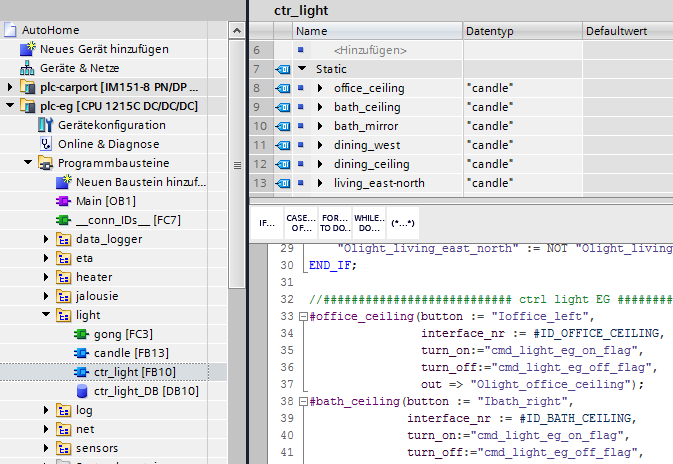 AutoHome
Neues Gerät hinzufügen
Geräte & Netze
plc-carport [IM151-8 PN/DP ...
plc-eg [CPU 1215C DC/DC/DC]
Gerätekonfiguration
Online & Diagnose
Programmbausteine
Neuen Baustein hinzuf...
Main [OB1]
__conn_IDs__ [FC7]
data_logger
eta
heater
jalousie
light
gong [FC3]
candle [FB13]
ctr_light [FB10]
ctr_light_DB [DB10]
log
net
sensors
ctr_light
Name Datentyp Defaultwert
6 <Hinzufügen>
7 Static
8 office_ceiling "candle"
9 bath_ceiling "candle"
10 bath_mirror "candle"
11 dining_west "candle"
12 dining_ceiling "candle"
13 living_east-north "candle"
IF... CASE... OF... FOR... TO DO... WHILE.. DO... (*...*)
29 "Olight_living_east_north" := NOT "Olight_living
30 END_IF;
31
32 //########################### ctrl light EG ########
33 #office_ceiling(button := "Ioffice_left",
34 interface_nr := #ID_OFFICE_CEILING,
35 turn_on:="cmd_light_eg_on_flag",
36 turn_off:="cmd_light_eg_off_flag",
37 out => "Olight_office_ceiling");
38 #bath_ceiling(button := "Ibath_right",
39 interface_nr := #ID_BATH_CEILING,
40 turn_on:="cmd_light_eg_on_flag",
41 turn_off:="cmd_light_eg_off_flag",